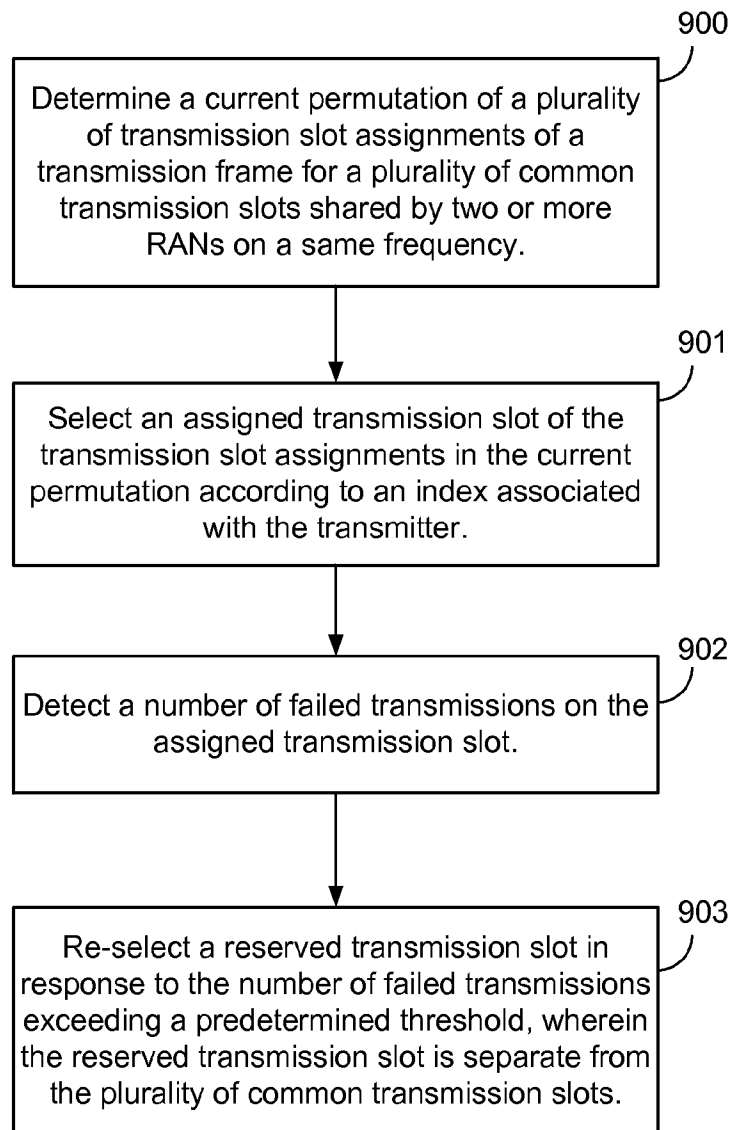 900
Determine a current permutation of a plurality
of transmission slot assignments of a
transmission frame for a plurality of common
transmission slots shared by two or more
RANs on a same frequency.
901
Select an assigned transmission slot of the
transmission slot assignments in the current
permutation according to an index associated
with the transmitter.
902
Detect a number of failed transmissions on the
assigned transmission slot.
903
Re-select a reserved transmission slot in
response to the number of failed transmissions
exceeding a predetermined threshold, wherein
the reserved transmission slot is separate from
the plurality of common transmission slots.